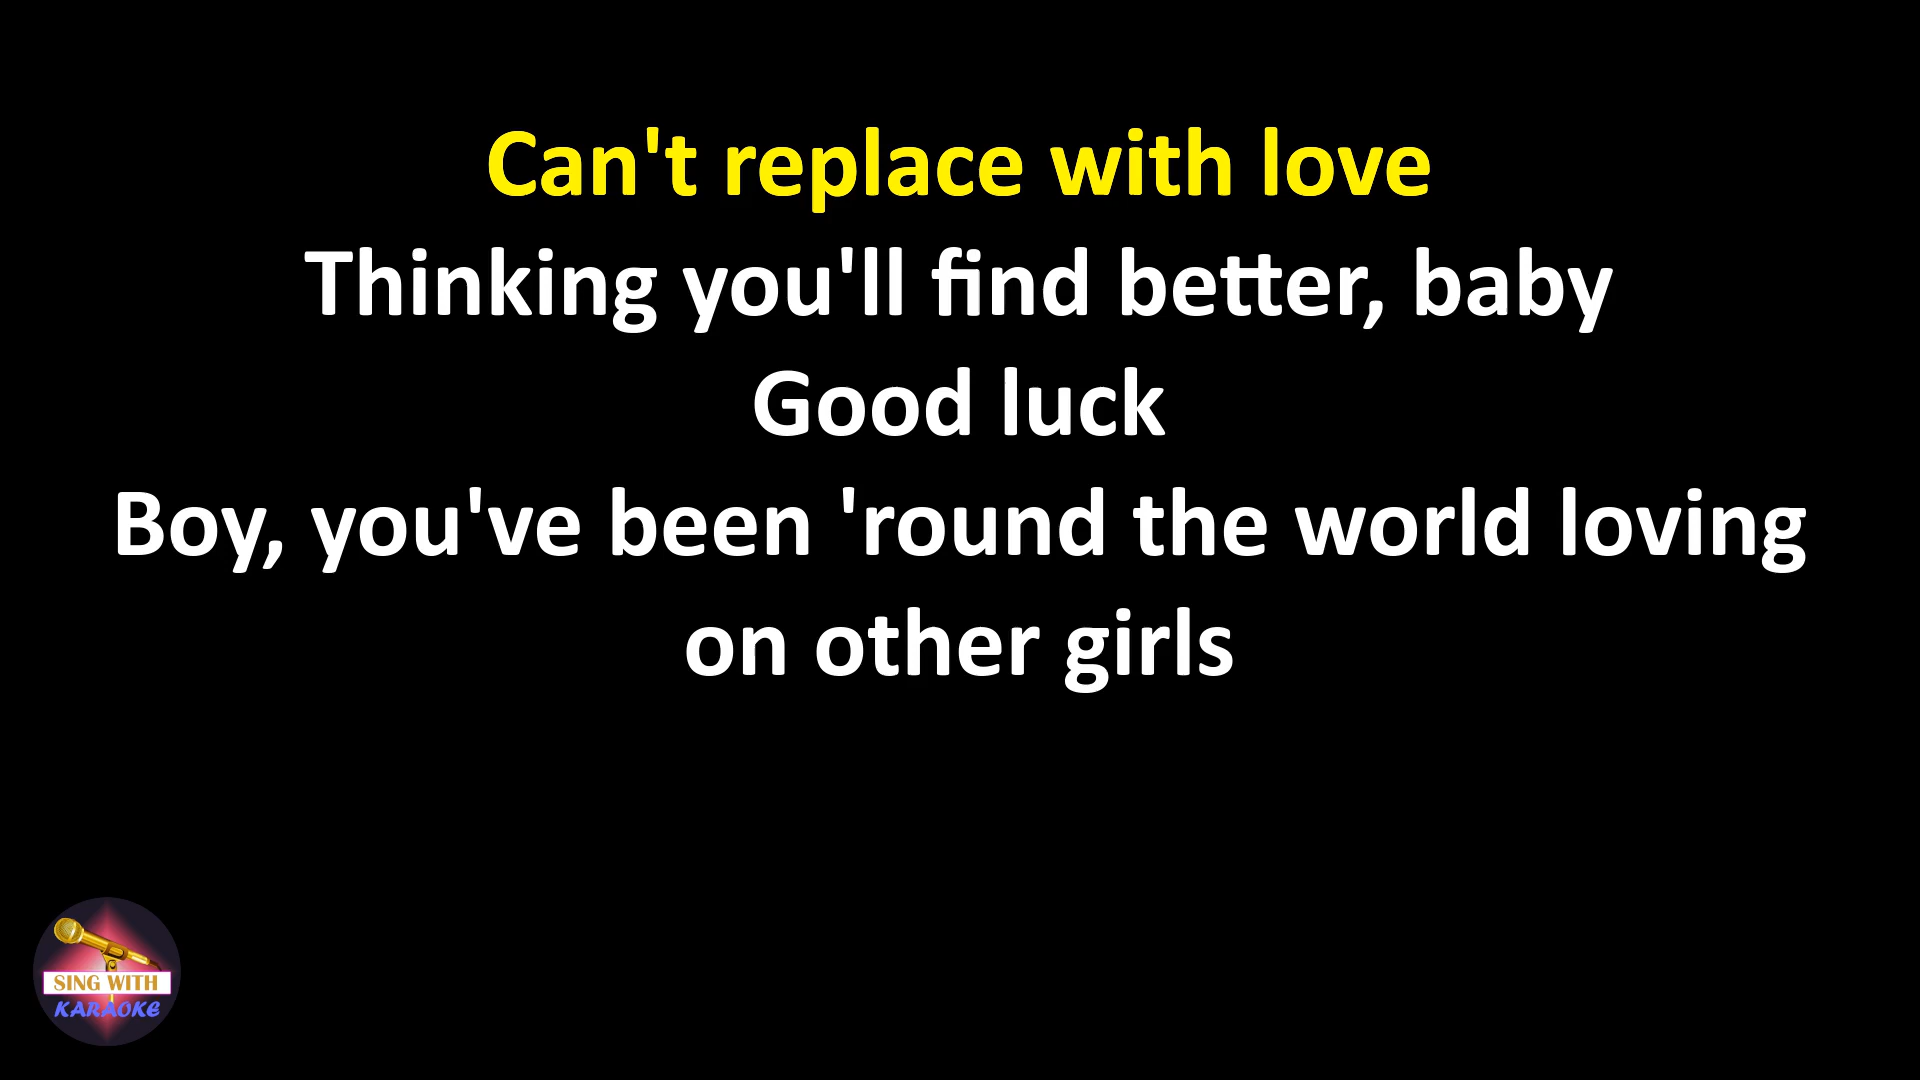 Can't replace with love
Thinking you'll find better, baby
Good luck
Boy, you've been 'round the world loving
on other girls
SING WITH
KARAOKE